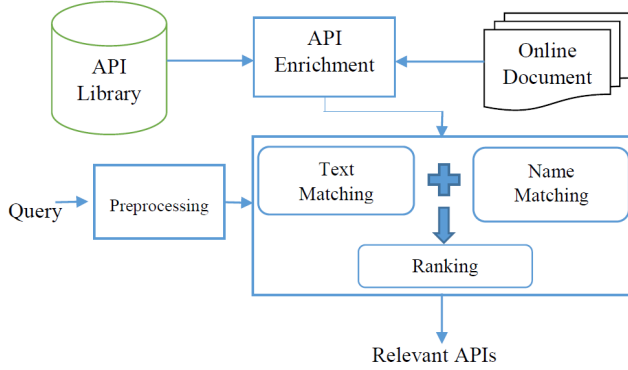 API
Library
API
Enrichment
Online
Document
Query
Preprocessing
Text
Matching
Name
Matching
Ranking
Relevant APIs